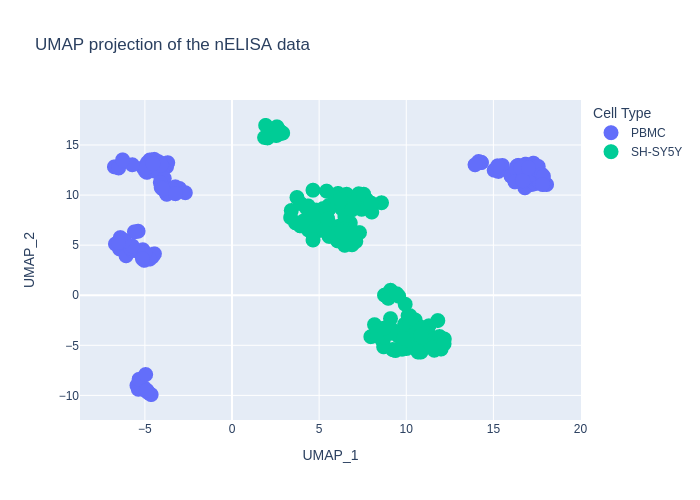 UMAP projection of the nELISA data
Cell Type
PBMC
SH-SY5Y
UMAP_2
15
10
5
0
−5
−10
−5
0
5
10
15
20
UMAP_1